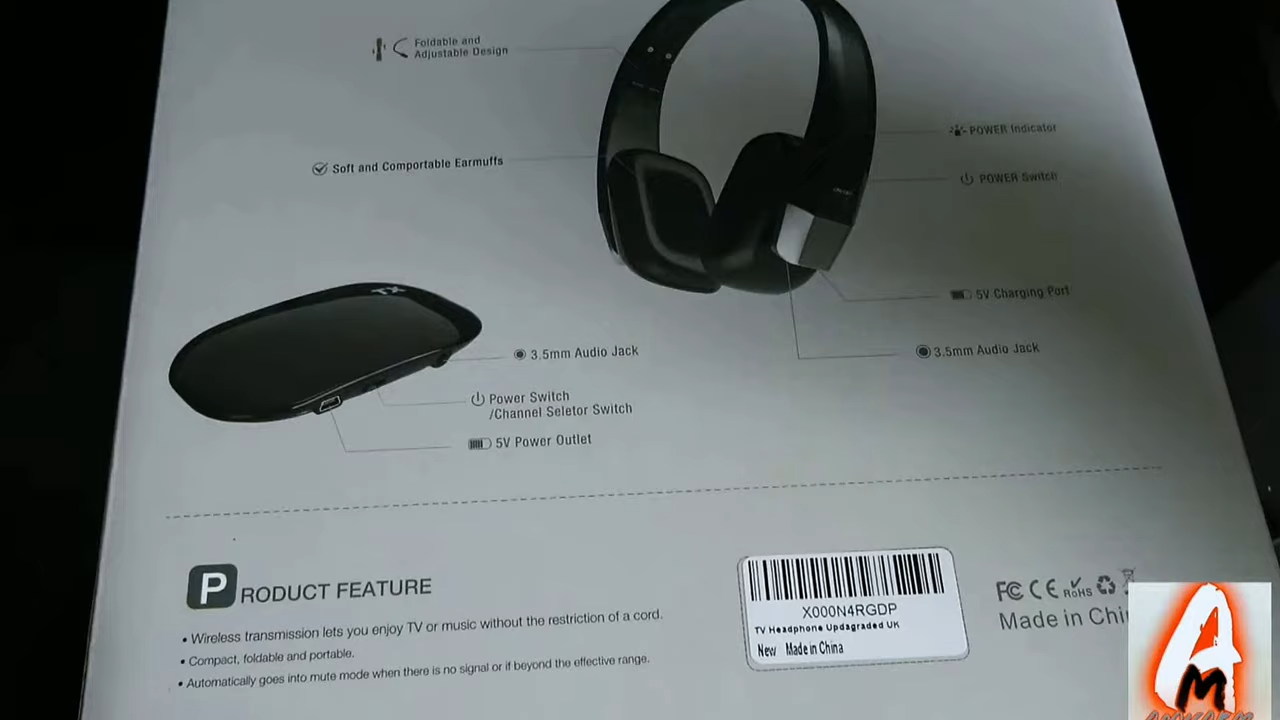 Foldable and
Adjustable Design
POWER Indicator
Soft and Comportable Earmuffs
POWER Switch
TX
5V Charging Port
3.5mm Audio Jack
3.5mm Audio Jack
Power Switch
/Channel Seletor Switch
5V Power Outlet
PRODUCT FEATURE
• Wireless transmission lets you enjoy TV or music without the restriction of a cord.
• Compact, foldable and portable.
• Automatically goes into mute mode when there is no signal or if beyond the effective range.
X000N4RGDP
TV Headphone Updagraded UK
New Made in China
FC CE RoHS
Made in Chi
AM